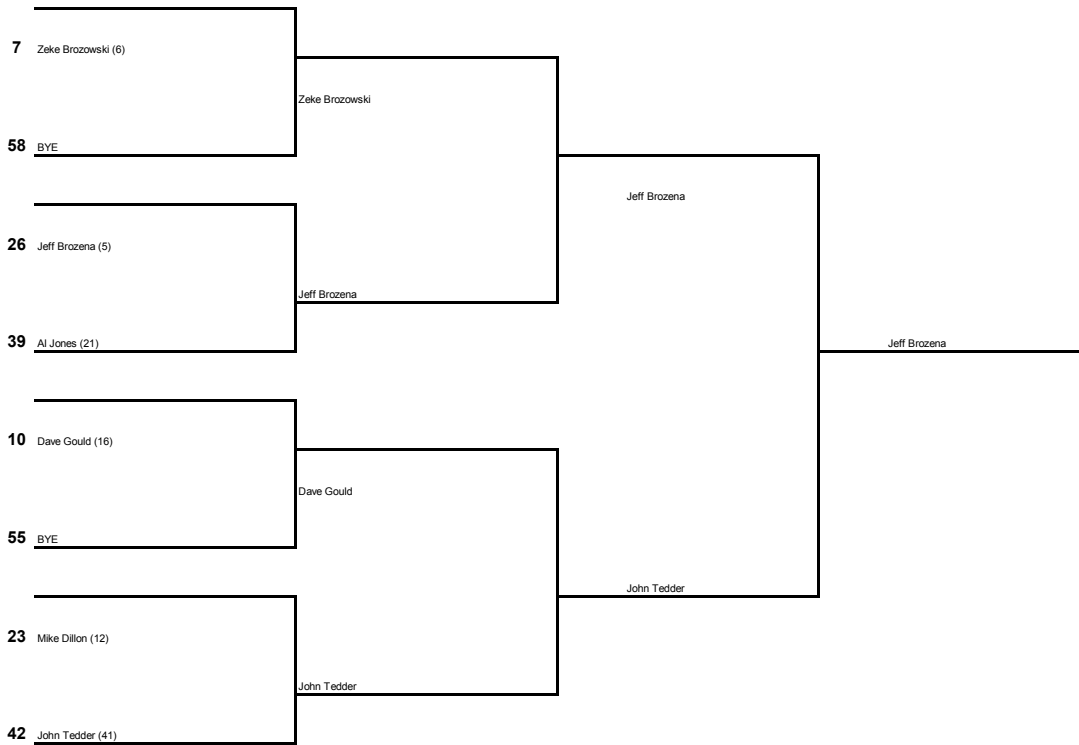 7 Zeke Brozowski (6)
Zeke Brozowski
58 BYE
Jeff Brozena
26 Jeff Brozena (5)
Jeff Brozena
39 Al Jones (21)
Jeff Brozena
10 Dave Gould (16)
Dave Gould
55 BYE
John Tedder
23 Mike Dillon (12)
John Tedder
42 John Tedder (41)